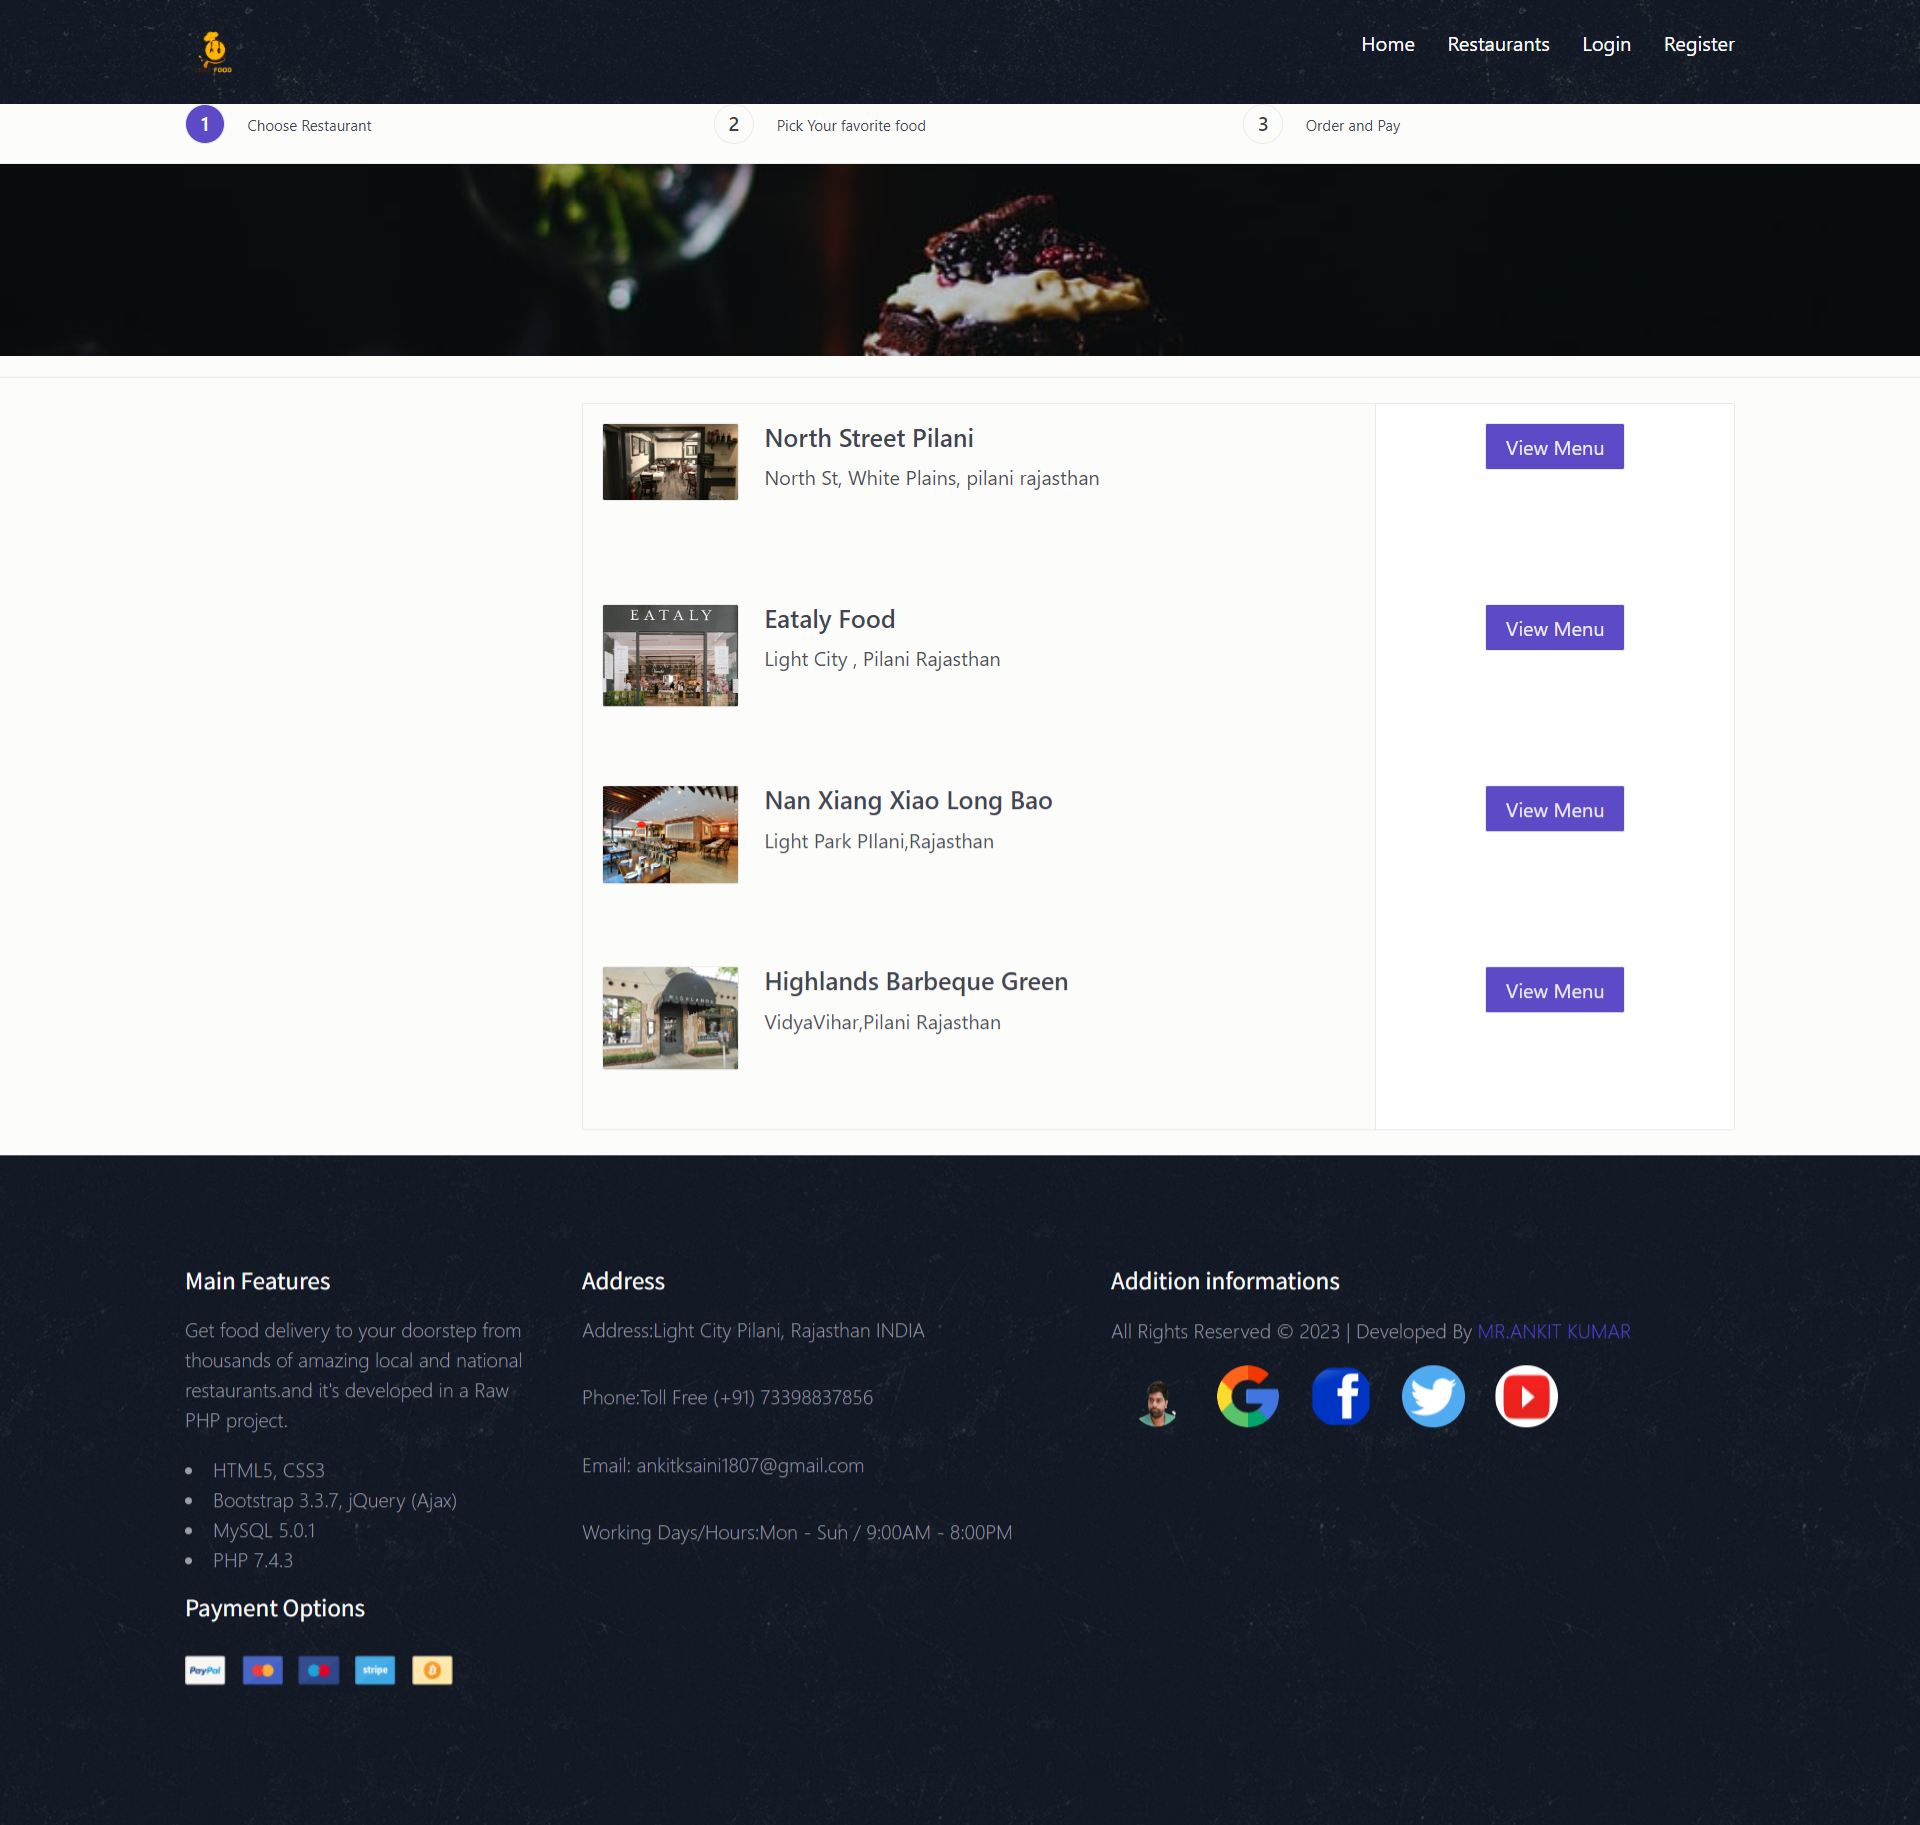 FOOD
Home Restaurants Login Register
1 Choose Restaurant 2 Pick Your favorite food 3 Order and Pay
North Street Pilani
North St, White Plains, pilani rajasthan
View Menu
EATALY
Eataly Food
Light City , Pilani Rajasthan
View Menu
Nan Xiang Xiao Long Bao
Light Park PIlani,Rajasthan
View Menu
HIGHLANDS
Highlands Barbeque Green
VidyaVihar,Pilani Rajasthan
View Menu
Main Features
Get food delivery to your doorstep from
thousands of amazing local and national
restaurants.and it's developed in a Raw
PHP project.
HTML5, CSS3
Bootstrap 3.3.7, jQuery (Ajax)
MySQL 5.0.1
PHP 7.4.3
Payment Options
PayPal stripe
Address
Address:Light City Pilani, Rajasthan INDIA
Phone:Toll Free (+91) 73398837856
Email: ankitksaini1807@gmail.com
Working Days/Hours:Mon - Sun / 9:00AM - 8:00PM
Addition informations
All Rights Reserved © 2023 | Developed By MR.ANKIT KUMAR